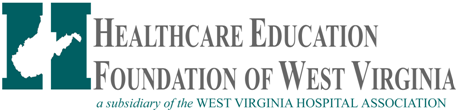 HEALTHCARE EDUCATION
FOUNDATION OF WEST VIRGINIA
a subsidiary of the WEST VIRGINIA HOSPITAL ASSOCIATION